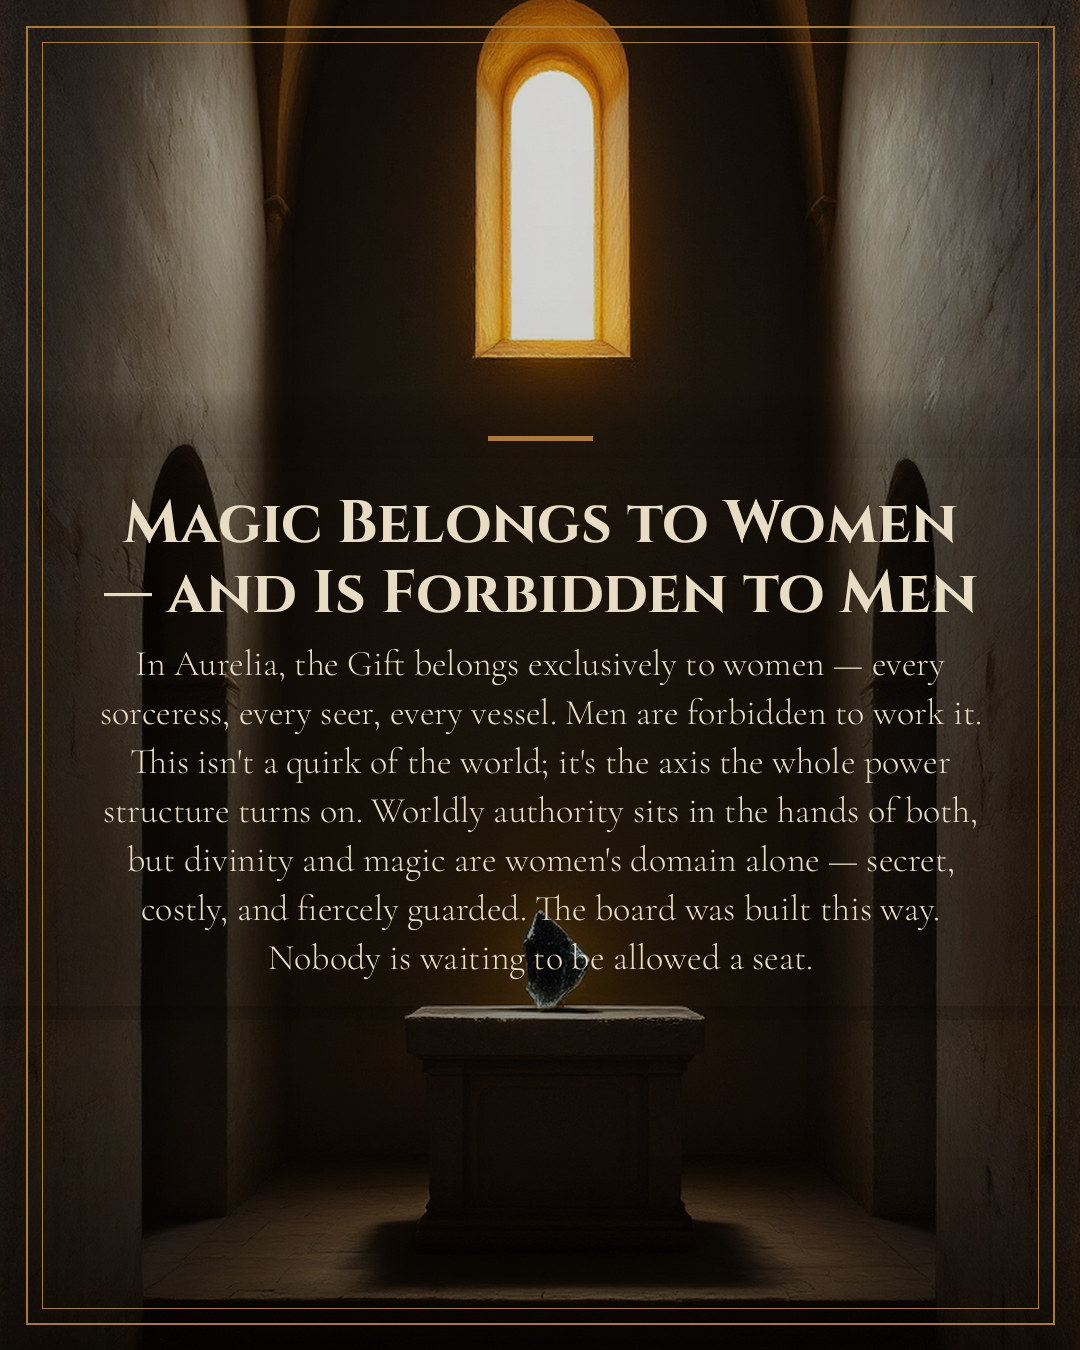 Magic Belongs to Women
— and Is Forbidden to Men
In Aurelia, the Gift belongs exclusively to women — every
sorceress, every seer, every vessel. Men are forbidden to work it.
This isn't a quirk of the world; it's the axis the whole power
structure turns on. Worldly authority sits in the hands of both,
but divinity and magic are women's domain alone — secret,
costly, and fiercely guarded. The board was built this way.
Nobody is waiting to be allowed a seat.